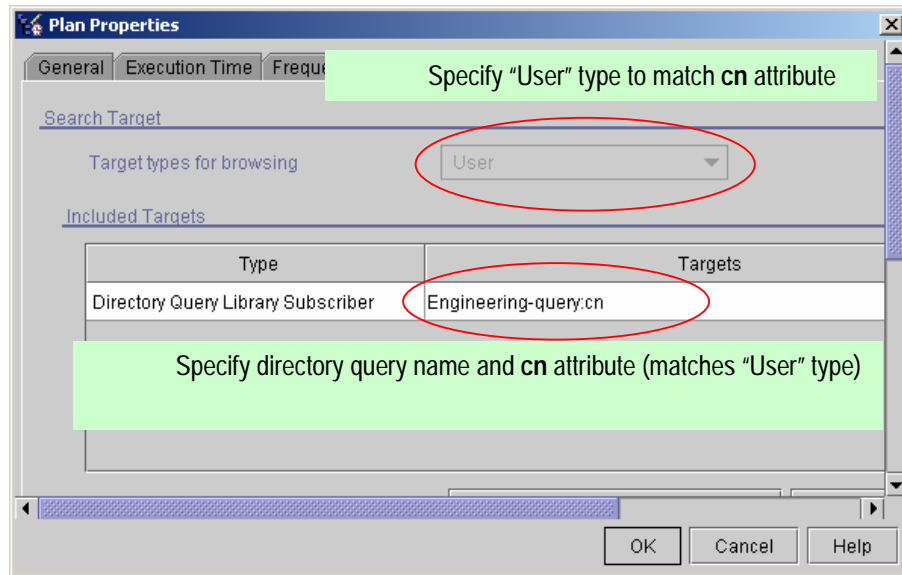 Plan Properties
General Execution Time
Specify “User” type to match cn attribute
Search Target
Target types for browsing User
Included Targets
Type Targets
Directory Query Library Subscriber Engineering-query:cn
Specify directory query name and cn attribute (matches “User” type)
OK Cancel Help